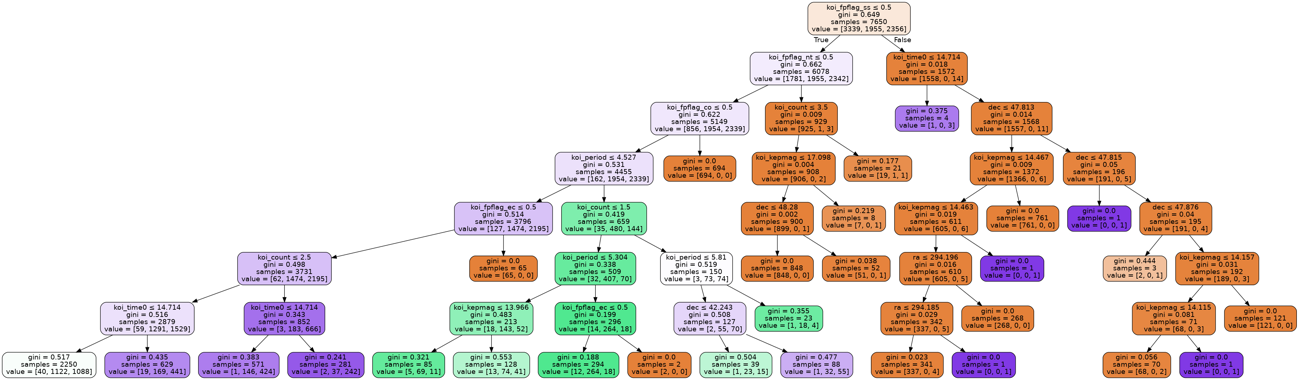 koi_fpflag_ss ≤ 0.5
gini = 0.649
samples = 7650
value = [3339, 1955, 2356]
True
False
koi_fpflag_nt ≤ 0.5
gini = 0.662
samples = 6078
value = [1781, 1955, 2342]
koi_time0 ≤ 14.714
gini = 0.018
samples = 1572
value = [1558, 0, 14]
koi_fpflag_co ≤ 0.5
gini = 0.622
samples = 5149
value = [856, 1954, 2339]
koi_count ≤ 3.5
gini = 0.009
samples = 929
value = [925, 1, 3]
gini = 0.375
samples = 4
value = [1, 0, 3]
dec ≤ 47.813
gini = 0.014
samples = 1568
value = [1557, 0, 11]
koi_period ≤ 4.527
gini = 0.531
samples = 4455
value = [162, 1954, 2339]
gini = 0.0
samples = 694
value = [694, 0, 0]
koi_kepmag ≤ 17.098
gini = 0.004
samples = 908
value = [906, 0, 2]
gini = 0.177
samples = 21
value = [19, 1, 1]
koi_kepmag ≤ 14.467
gini = 0.009
samples = 1372
value = [1366, 0, 6]
dec ≤ 47.815
gini = 0.05
samples = 196
value = [191, 0, 5]
koi_fpflag_ec ≤ 0.5
gini = 0.514
samples = 3796
value = [127, 1474, 2195]
koi_count ≤ 1.5
gini = 0.419
samples = 659
value = [35, 480, 144]
dec ≤ 48.28
gini = 0.002
samples = 900
value = [899, 0, 1]
gini = 0.219
samples = 8
value = [7, 0, 1]
koi_kepmag ≤ 14.463
gini = 0.019
samples = 611
value = [605, 0, 6]
gini = 0.0
samples = 761
value = [761, 0, 0]
gini = 0.0
samples = 1
value = [0, 0, 1]
dec ≤ 47.876
gini = 0.04
samples = 195
value = [191, 0, 4]
koi_count ≤ 2.5
gini = 0.498
samples = 3731
value = [62, 1474, 2195]
gini = 0.0
samples = 65
value = [65, 0, 0]
koi_period ≤ 5.304
gini = 0.338
samples = 509
value = [32, 407, 70]
koi_period ≤ 5.81
gini = 0.519
samples = 150
value = [3, 73, 74]
gini = 0.0
samples = 848
value = [848, 0, 0]
gini = 0.038
samples = 52
value = [51, 0, 1]
ra ≤ 294.196
gini = 0.016
samples = 610
value = [605, 0, 5]
gini = 0.0
samples = 1
value = [0, 0, 1]
gini = 0.444
samples = 3
value = [2, 0, 1]
koi_kepmag ≤ 14.157
gini = 0.031
samples = 192
value = [189, 0, 3]
koi_time0 ≤ 14.714
gini = 0.516
samples = 2879
value = [59, 1291, 1529]
koi_time0 ≤ 14.714
gini = 0.343
samples = 852
value = [3, 183, 666]
koi_kepmag ≤ 13.966
gini = 0.483
samples = 213
value = [18, 143, 52]
koi_fpflag_ec ≤ 0.5
gini = 0.199
samples = 296
value = [14, 264, 18]
dec ≤ 42.243
gini = 0.508
samples = 127
value = [2, 55, 70]
gini = 0.355
samples = 23
value = [1, 18, 4]
ra ≤ 294.185
gini = 0.029
samples = 342
value = [337, 0, 5]
gini = 0.0
samples = 268
value = [268, 0, 0]
koi_kepmag ≤ 14.115
gini = 0.081
samples = 71
value = [68, 0, 3]
gini = 0.0
samples = 121
value = [121, 0, 0]
gini = 0.517
samples = 2250
value = [40, 1122, 1088]
gini = 0.435
samples = 629
value = [19, 169, 441]
gini = 0.383
samples = 571
value = [1, 146, 424]
gini = 0.241
samples = 281
value = [2, 37, 242]
gini = 0.321
samples = 85
value = [5, 69, 11]
gini = 0.553
samples = 128
value = [13, 74, 41]
gini = 0.188
samples = 294
value = [12, 264, 18]
gini = 0.0
samples = 2
value = [2, 0, 0]
gini = 0.504
samples = 39
value = [1, 23, 15]
gini = 0.477
samples = 88
value = [1, 32, 55]
gini = 0.023
samples = 341
value = [337, 0, 4]
gini = 0.0
samples = 1
value = [0, 0, 1]
gini = 0.056
samples = 70
value = [68, 0, 2]
gini = 0.0
samples = 1
value = [0, 0, 1]